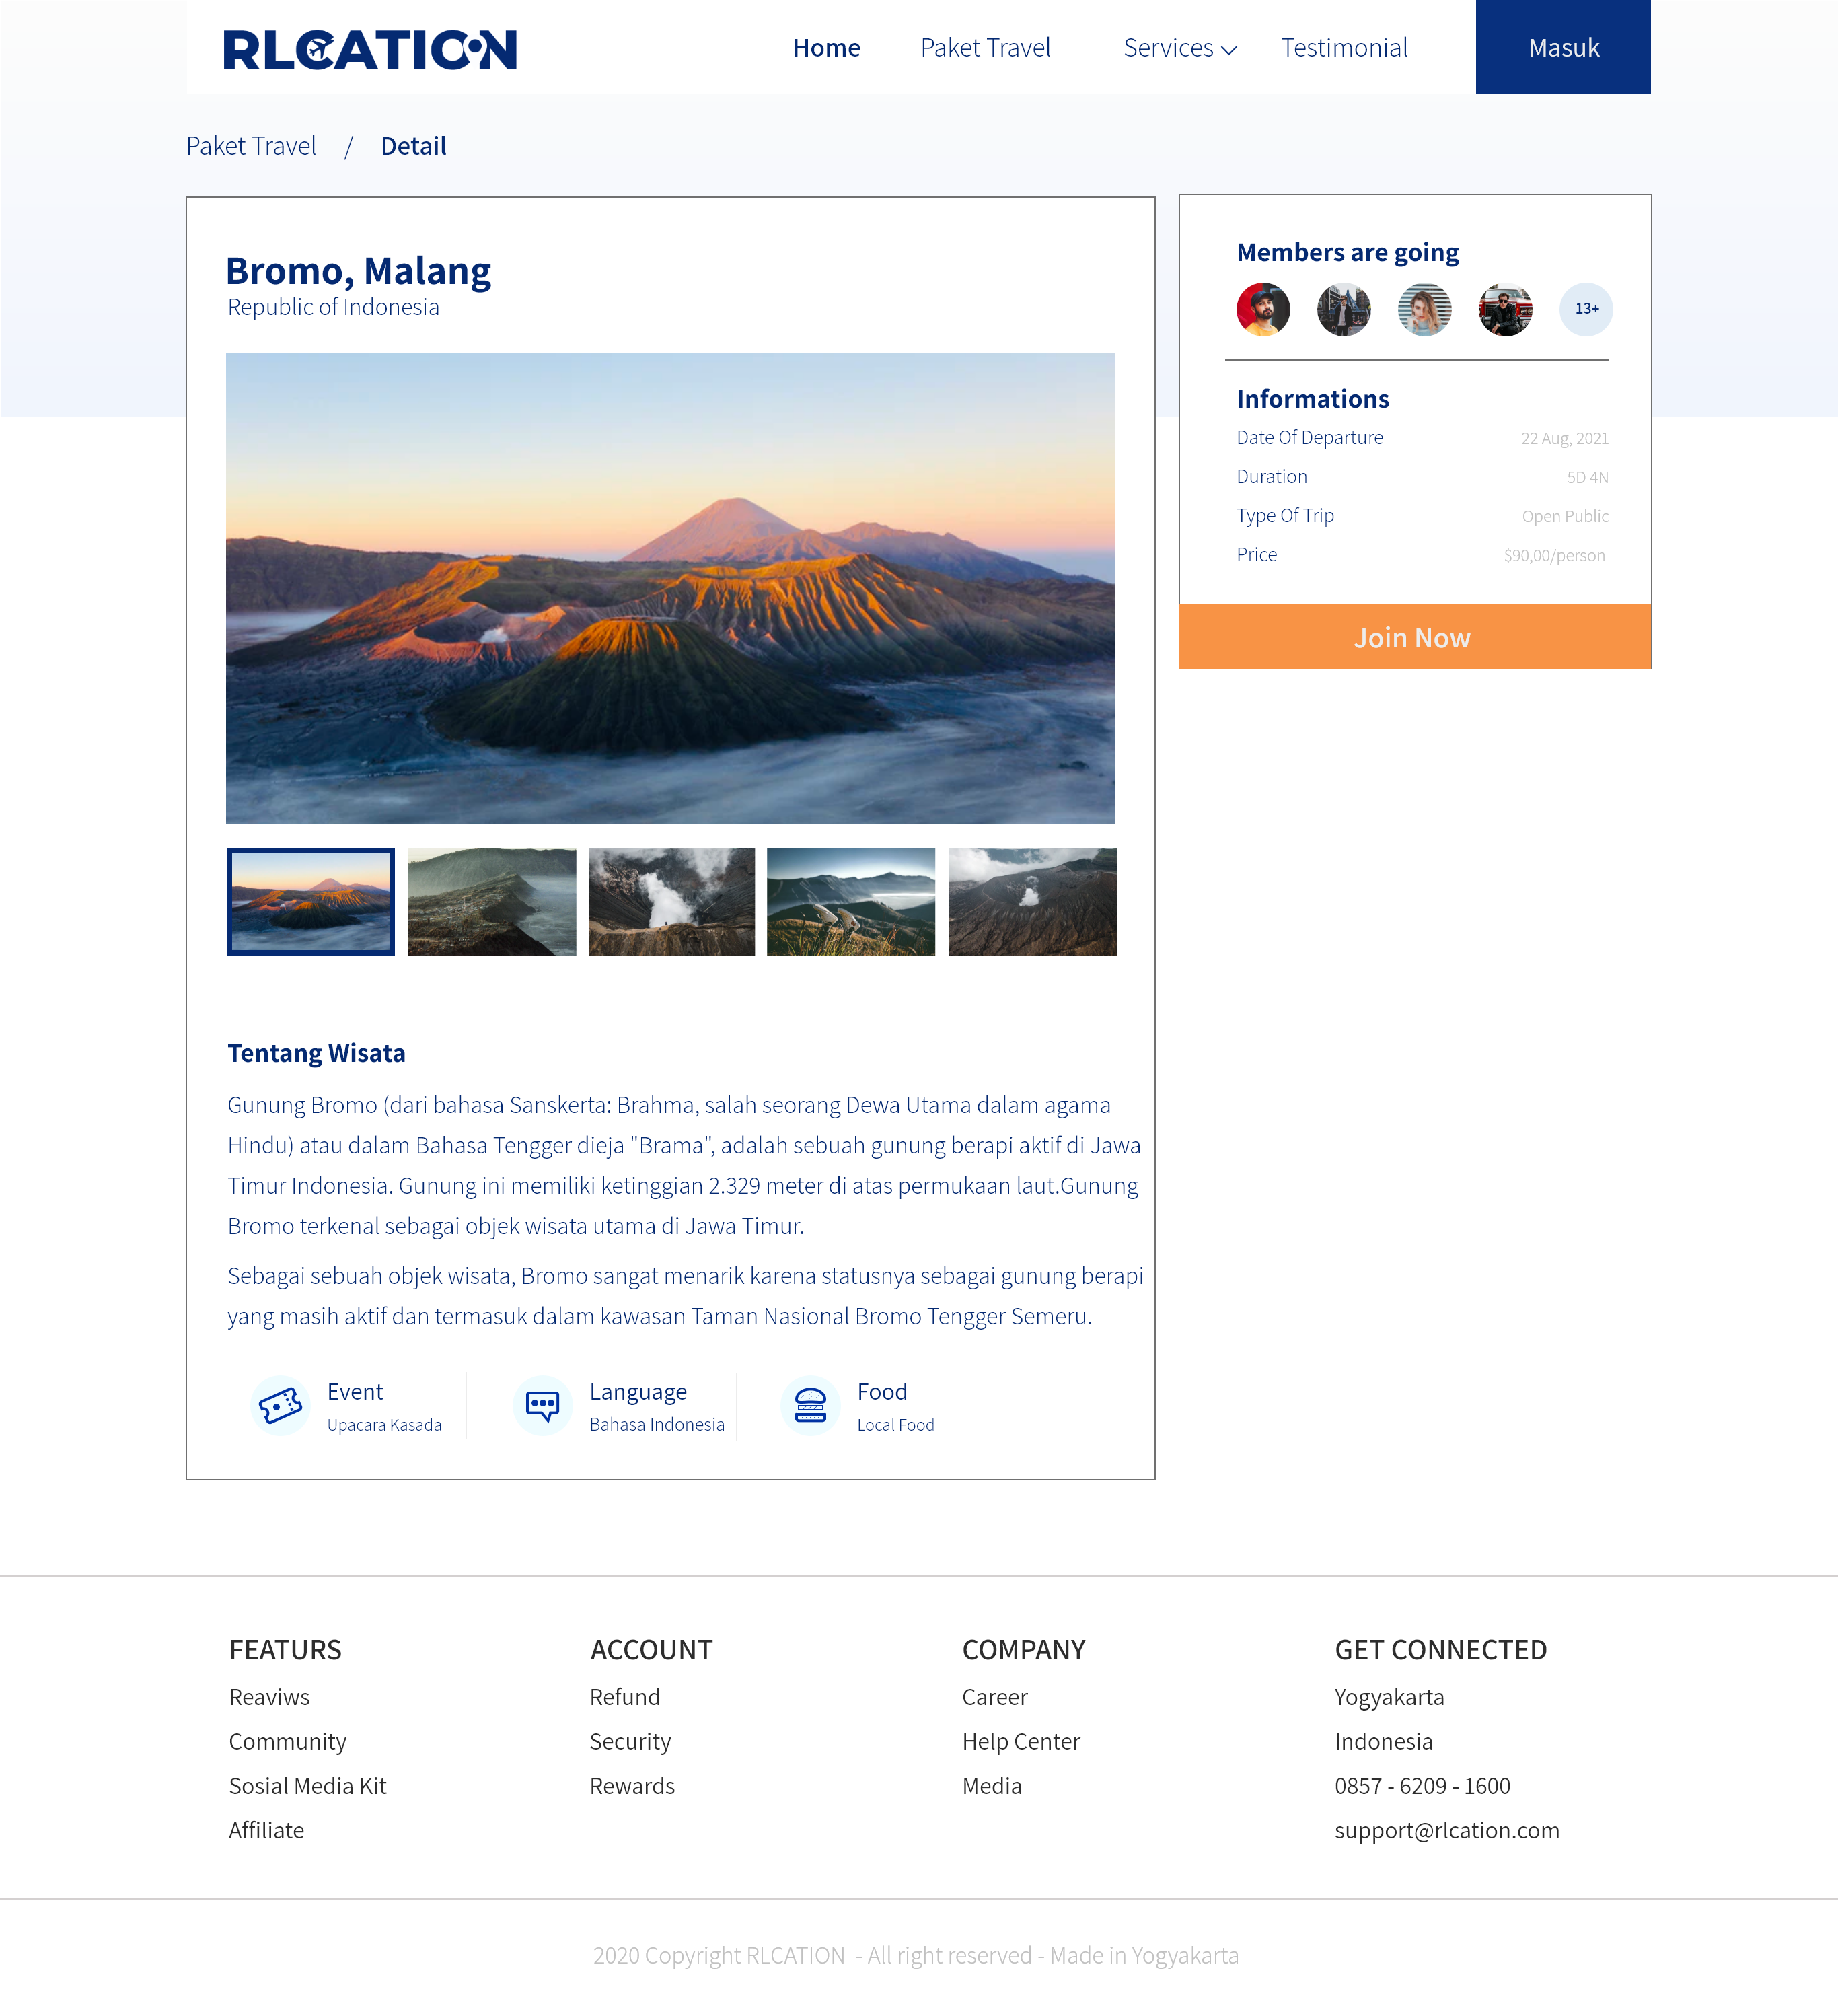 RLCATION
Home
Paket Travel
Services
Testimonial
Masuk
Paket Travel / Detail
Bromo, Malang
Republic of Indonesia
Tentang Wisata
Gunung Bromo (dari bahasa Sanskerta: Brahma, salah seorang Dewa Utama dalam agama
Hindu) atau dalam Bahasa Tengger dieja "Brama", adalah sebuah gunung berapi aktif di Jawa
Timur Indonesia. Gunung ini memiliki ketinggian 2.329 meter di atas permukaan laut.Gunung
Bromo terkenal sebagai objek wisata utama di Jawa Timur.
Sebagai sebuah objek wisata, Bromo sangat menarik karena statusnya sebagai gunung berapi
yang masih aktif dan termasuk dalam kawasan Taman Nasional Bromo Tengger Semeru.
Event
Upacara Kasada
Language
Bahasa Indonesia
Food
Local Food
Members are going
13+
Informations
Date Of Departure 22 Aug, 2021
Duration 5D 4N
Type Of Trip Open Public
Price $90,00/person
Join Now
FEATURS
Reaviws
Community
Sosial Media Kit
Affiliate
ACCOUNT
Refund
Security
Rewards
COMPANY
Career
Help Center
Media
GET CONNECTED
Yogyakarta
Indonesia
0857 - 6209 - 1600
support@rlcation.com
2020 Copyright RLCATION - All right reserved - Made in Yogyakarta